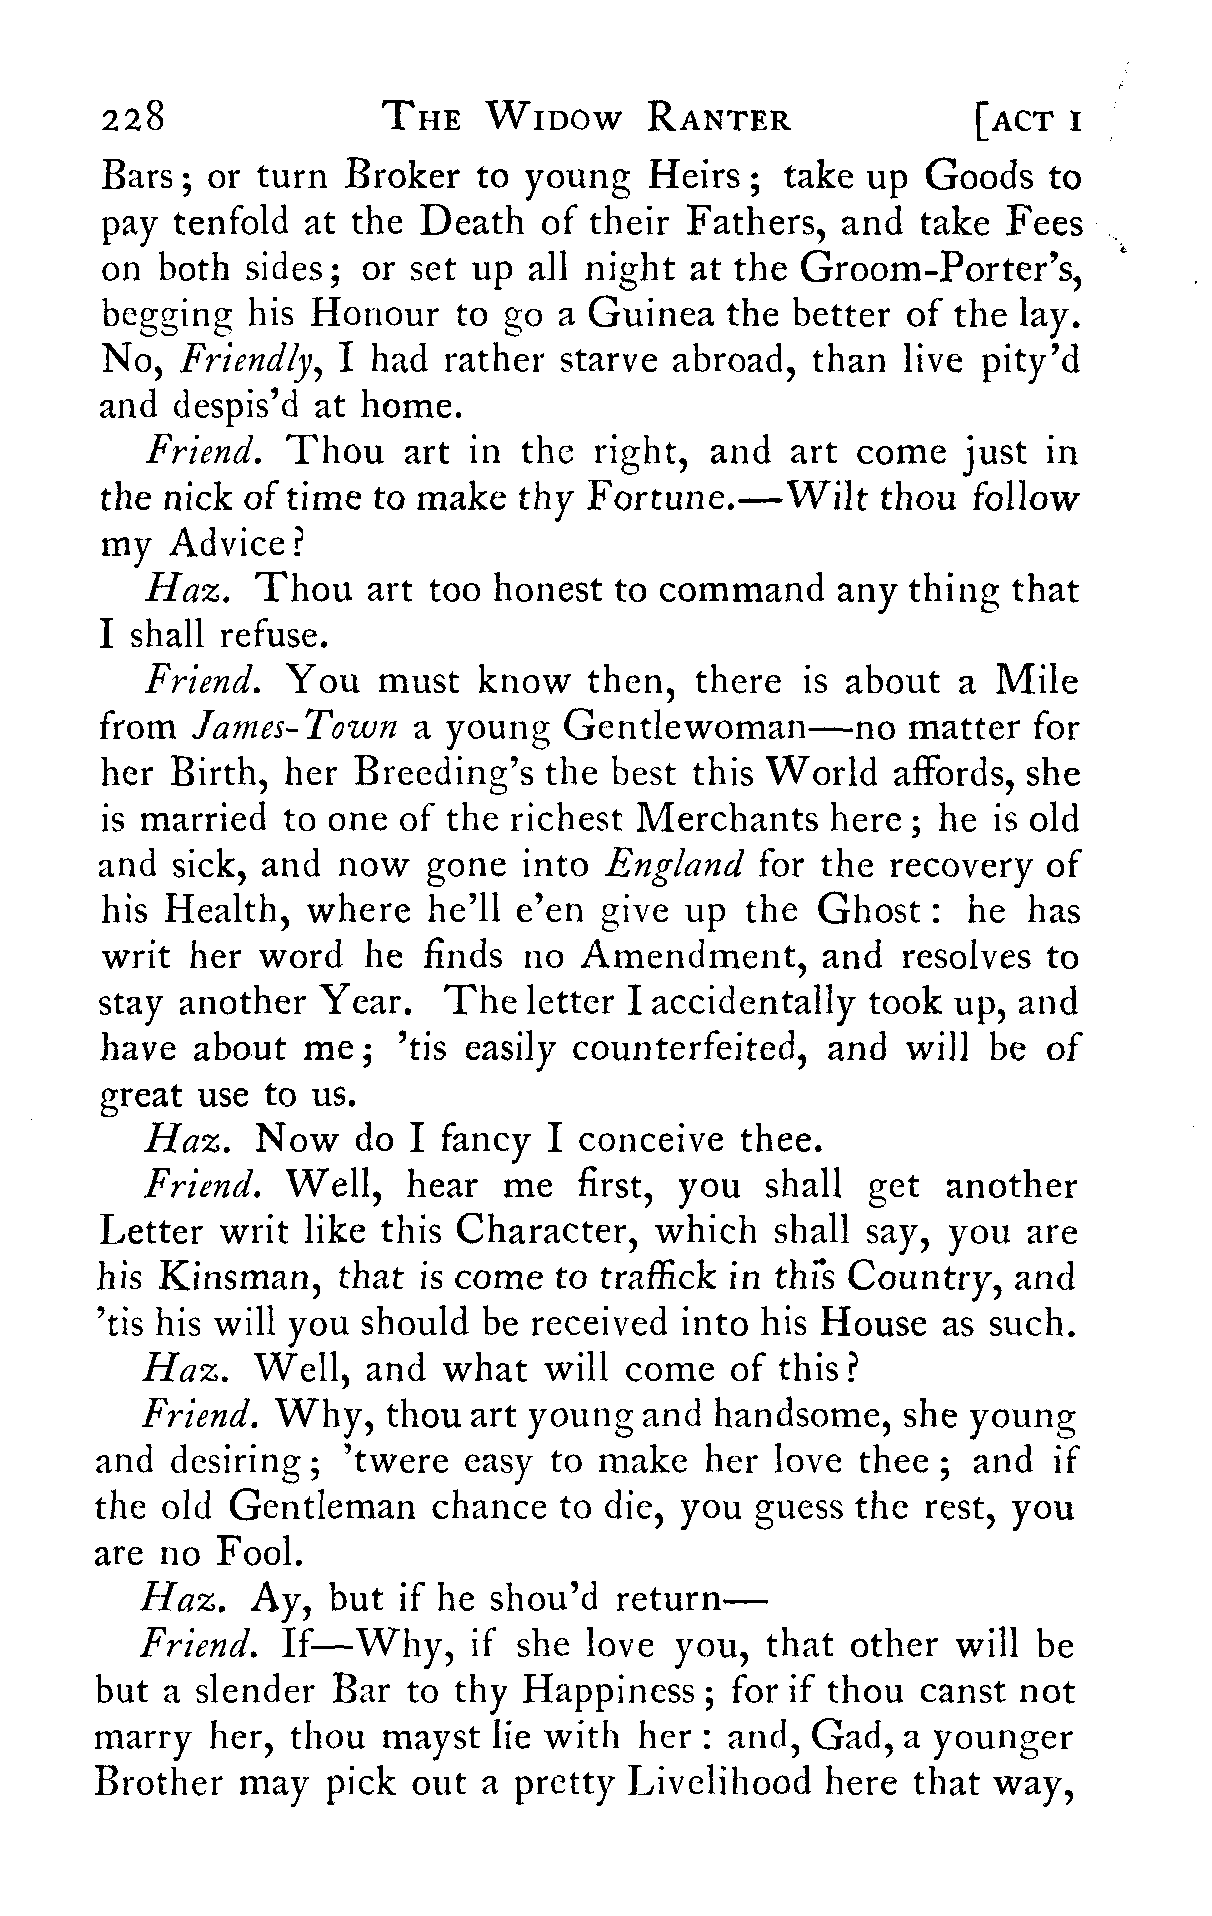 228 THE WIDOW RANTER [ACT I
Bars; or turn Broker to young Heirs; take up Goods to
pay tenfold at the Death of their Fathers, and take Fees
on both sides; or set up all night at the Groom-Porter's,
begging his Honour to go a Guinea the better of the lay.
No, Friendly, I had rather starve abroad, than live pity'd
and despis'd at home.
Friend. Thou art in the right, and art come just in
the nick of time to make thy Fortune.—Wilt thou follow
my Advice?
Haz. Thou art too honest to command any thing that
I shall refuse.
Friend. You must know then, there is about a Mile
from James-Town a young Gentlewoman—no matter for
her Birth, her Breeding's the best this World affords, she
is married to one of the richest Merchants here; he is old
and sick, and now gone into England for the recovery of
his Health, where he'll e'en give up the Ghost: he has
writ her word he finds no Amendment, and resolves to
stay another Year. The letter I accidentally took up, and
have about me; 'tis easily counterfeited, and will be of
great use to us.
Haz. Now do I fancy I conceive thee.
Friend. Well, hear me first, you shall get another
Letter writ like this Character, which shall say, you are
his Kinsman, that is come to traffick in this Country, and
'tis his will you should be received into his House as such.
Haz. Well, and what will come of this?
Friend. Why, thou art young and handsome, she young
and desiring; 'twere easy to make her love thee; and if
the old Gentleman chance to die, you guess the rest, you
are no Fool.
Haz. Ay, but if he shou'd return—
Friend. If—Why, if she love you, that other will be
but a slender Bar to thy Happiness; for if thou canst not
marry her, thou mayst lie with her: and, Gad, a younger
Brother may pick out a pretty Livelihood here that way,